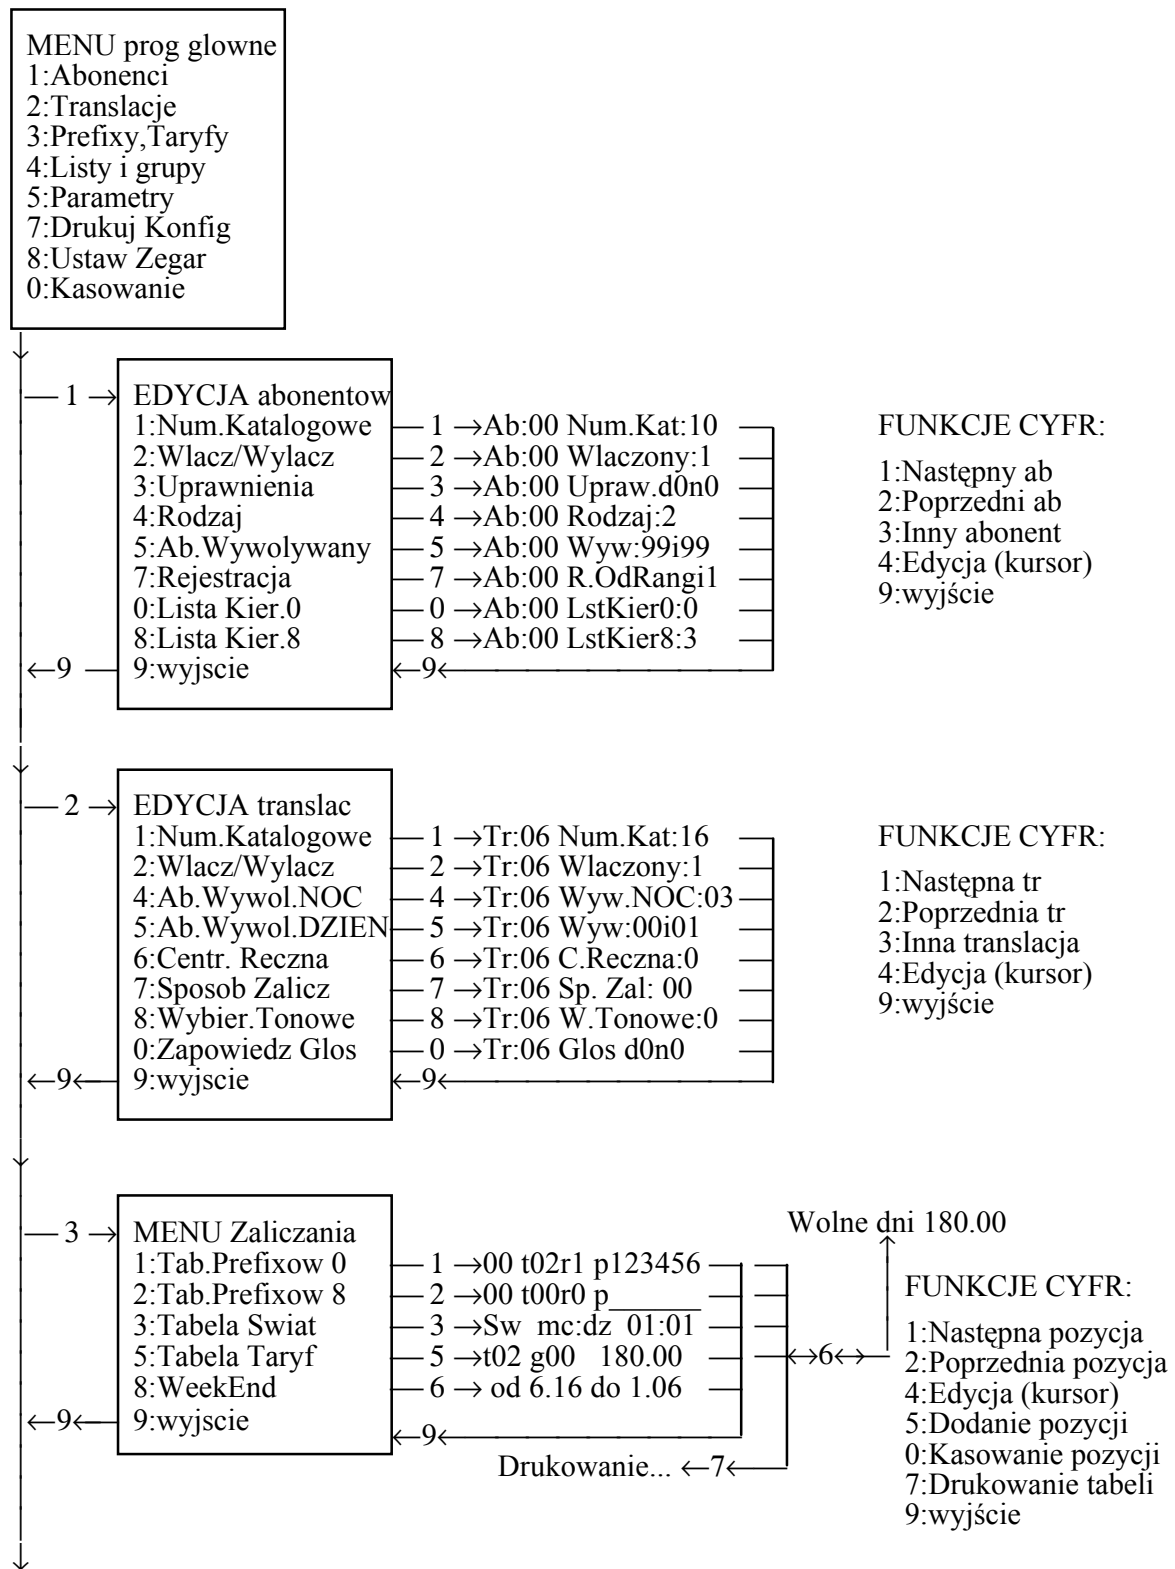 MENU prog glowne
1:Abonenci
2:Translacje
3:Prefixy,Taryfy
4:Listy i grupy
5:Parametry
7:Drukuj Konfig
8:Ustaw Zegar
0:Kasowanie
1 → EDYCJA abonentow
1:Num.Katalogowe 1 →Ab:00 Num.Kat:10
2:Wlacz/Wylacz 2 →Ab:00 Wlaczony:1
3:Uprawnienia 3 →Ab:00 Upraw.d0n0
4:Rodzaj 4 →Ab:00 Rodzaj:2
5:Ab.Wywolywany 5 →Ab:00 Wyw:99i99
7:Rejestracja 7 →Ab:00 R.OdRangi1
0:Lista Kier.0 0 →Ab:00 LstKier0:0
8:Lista Kier.8 8 →Ab:00 LstKier8:3
←9 9:wyjscie ←9←
FUNKCJE CYFR:
1:Następny ab
2:Poprzedni ab
3:Inny abonent
4:Edycja (kursor)
9:wyjście
2 → EDYCJA translac
1:Num.Katalogowe 1 →Tr:06 Num.Kat:16
2:Wlacz/Wylacz 2 →Tr:06 Wlaczony:1
4:Ab.Wywol.NOC 4 →Tr:06 Wyw.NOC:03
5:Ab.Wywol.DZIEN 5 →Tr:06 Wyw:00i01
6:Centr. Reczna 6 →Tr:06 C.Reczna:0
7:Sposob Zalicz 7 →Tr:06 Sp. Zal: 00
8:Wybier.Tonowe 8 →Tr:06 W.Tonowe:0
0:Zapowiedz Glos 0 →Tr:06 Glos d0n0
←9← 9:wyjscie ←9←
FUNKCJE CYFR:
1:Następna tr
2:Poprzednia tr
3:Inna translacja
4:Edycja (kursor)
9:wyjście
3 → MENU Zaliczania
1:Tab.Prefixow 0 1 →00 t02r1 p123456
2:Tab.Prefixow 8 2 →00 t00r0 p______
3:Tabela Swiat 3 →Sw mc:dz 01:01
5:Tabela Taryf 5 →t02 g00 180.00
8:WeekEnd 6 → od 6.16 do 1.06
←9← 9:wyjscie ←9←
Drukowanie... ←7←
↔6↔
Wolne dni 180.00
FUNKCJE CYFR:
1:Następna pozycja
2:Poprzednia pozycja
4:Edycja (kursor)
5:Dodanie pozycji
0:Kasowanie pozycji
7:Drukowanie tabeli
9:wyjście